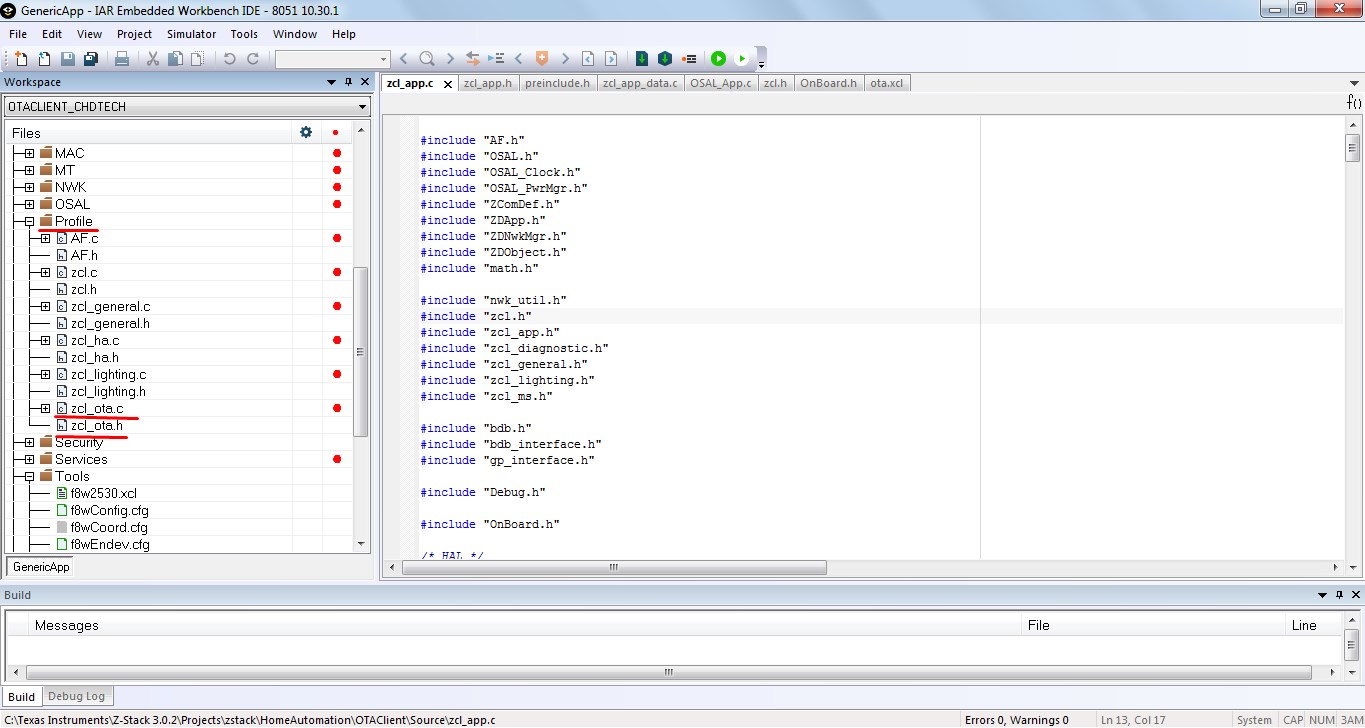 GenericApp - IAR Embedded Workbench IDE - 8051 10.30.1
File Edit View Project Simulator Tools Window Help
Workspace
OTACLIENT_CHDTECH
Files
MAC
MT
NWK
OSAL
Profile
AF.c
AF.h
zcl.c
zcl.h
zcl_general.c
zcl_general.h
zcl_ha.c
zcl_ha.h
zcl_lighting.c
zcl_lighting.h
zcl_ota.c
zcl_ota.h
Security
Services
Tools
f8w2530.xcl
f8wConfig.cfg
f8wCoord.cfg
f8wEndev.cfg
GenericApp
zcl_app.c zcl_app.h preinclude.h zcl_app_data.c OSAL_App.c zcl.h OnBoard.h ota.xcl
f()
#include "AF.h"
#include "OSAL.h"
#include "OSAL_Clock.h"
#include "OSAL_PwrMgr.h"
#include "ZComDef.h"
#include "ZDApp.h"
#include "ZDNwkMgr.h"
#include "ZDObject.h"
#include "math.h"
#include "nwk_util.h"
#include "zcl.h"
#include "zcl_app.h"
#include "zcl_diagnostic.h"
#include "zcl_general.h"
#include "zcl_lighting.h"
#include "zcl_ms.h"
#include "bdb.h"
#include "bdb_interface.h"
#include "gp_interface.h"
#include "Debug.h"
#include "OnBoard.h"
/* HAL */
Build
Messages File Line
Build Debug Log
C:\Texas Instruments\Z-Stack 3.0.2\Projects\zstack\HomeAutomation\OTAClient\Source\zcl_app.c Errors 0, Warnings 0 Ln 13, Col 17 System CAP NUM ЗАМ